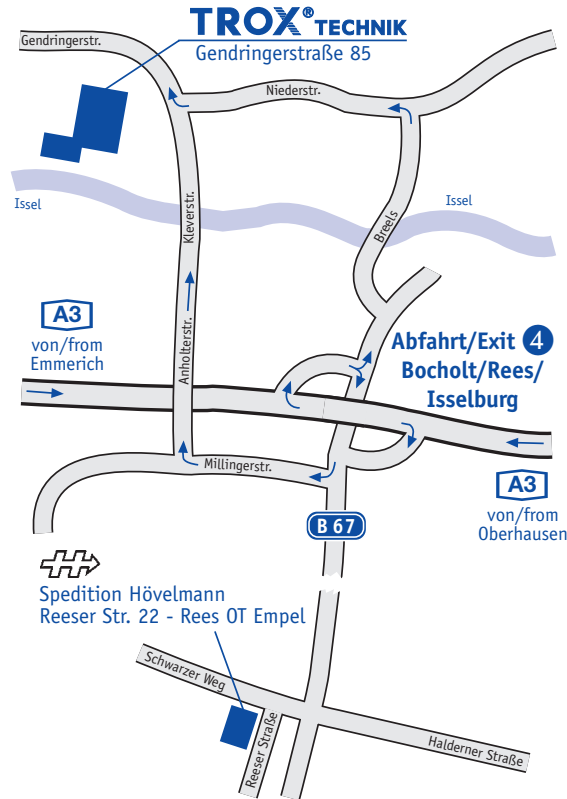 TROX® TECHNIK
Gendringerstraße 85
Gendringerstr.
Niederstr.
Issel
Issel
Kleverstr.
Breels
A3
von/from
Emmerich
Anholterstr.
Abfahrt/Exit 4
Bocholt/Rees/
Isselburg
Millingerstr.
A3
von/from
Oberhausen
B 67
Spedition Hövelmann
Reeser Str. 22 - Rees OT Empel
Schwarzer Weg
Reeser Straße
Halderner Straße